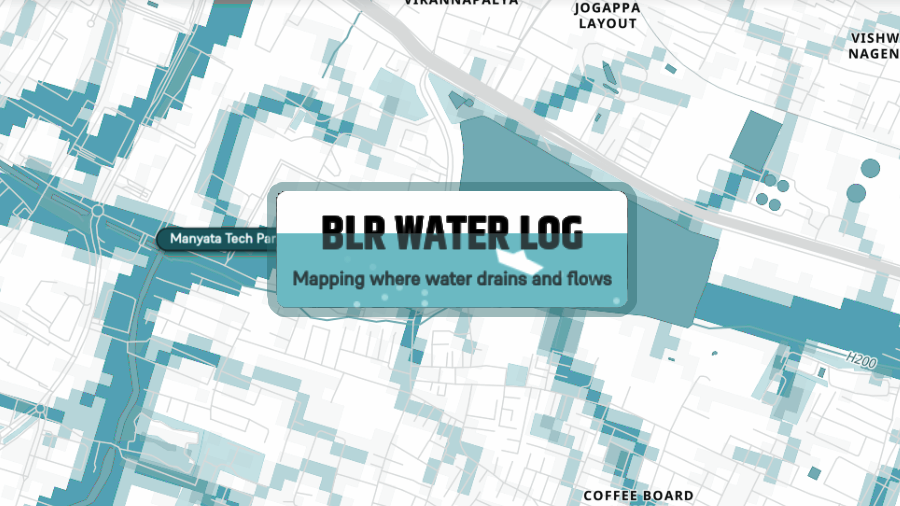 VIRANNAPALYA
JOGAPPA
LAYOUT
VISHW
NAGEN
Manyata Tech Par
BLR WATER LOG
Mapping where water drains and flows
H200
COFFEE BOARD